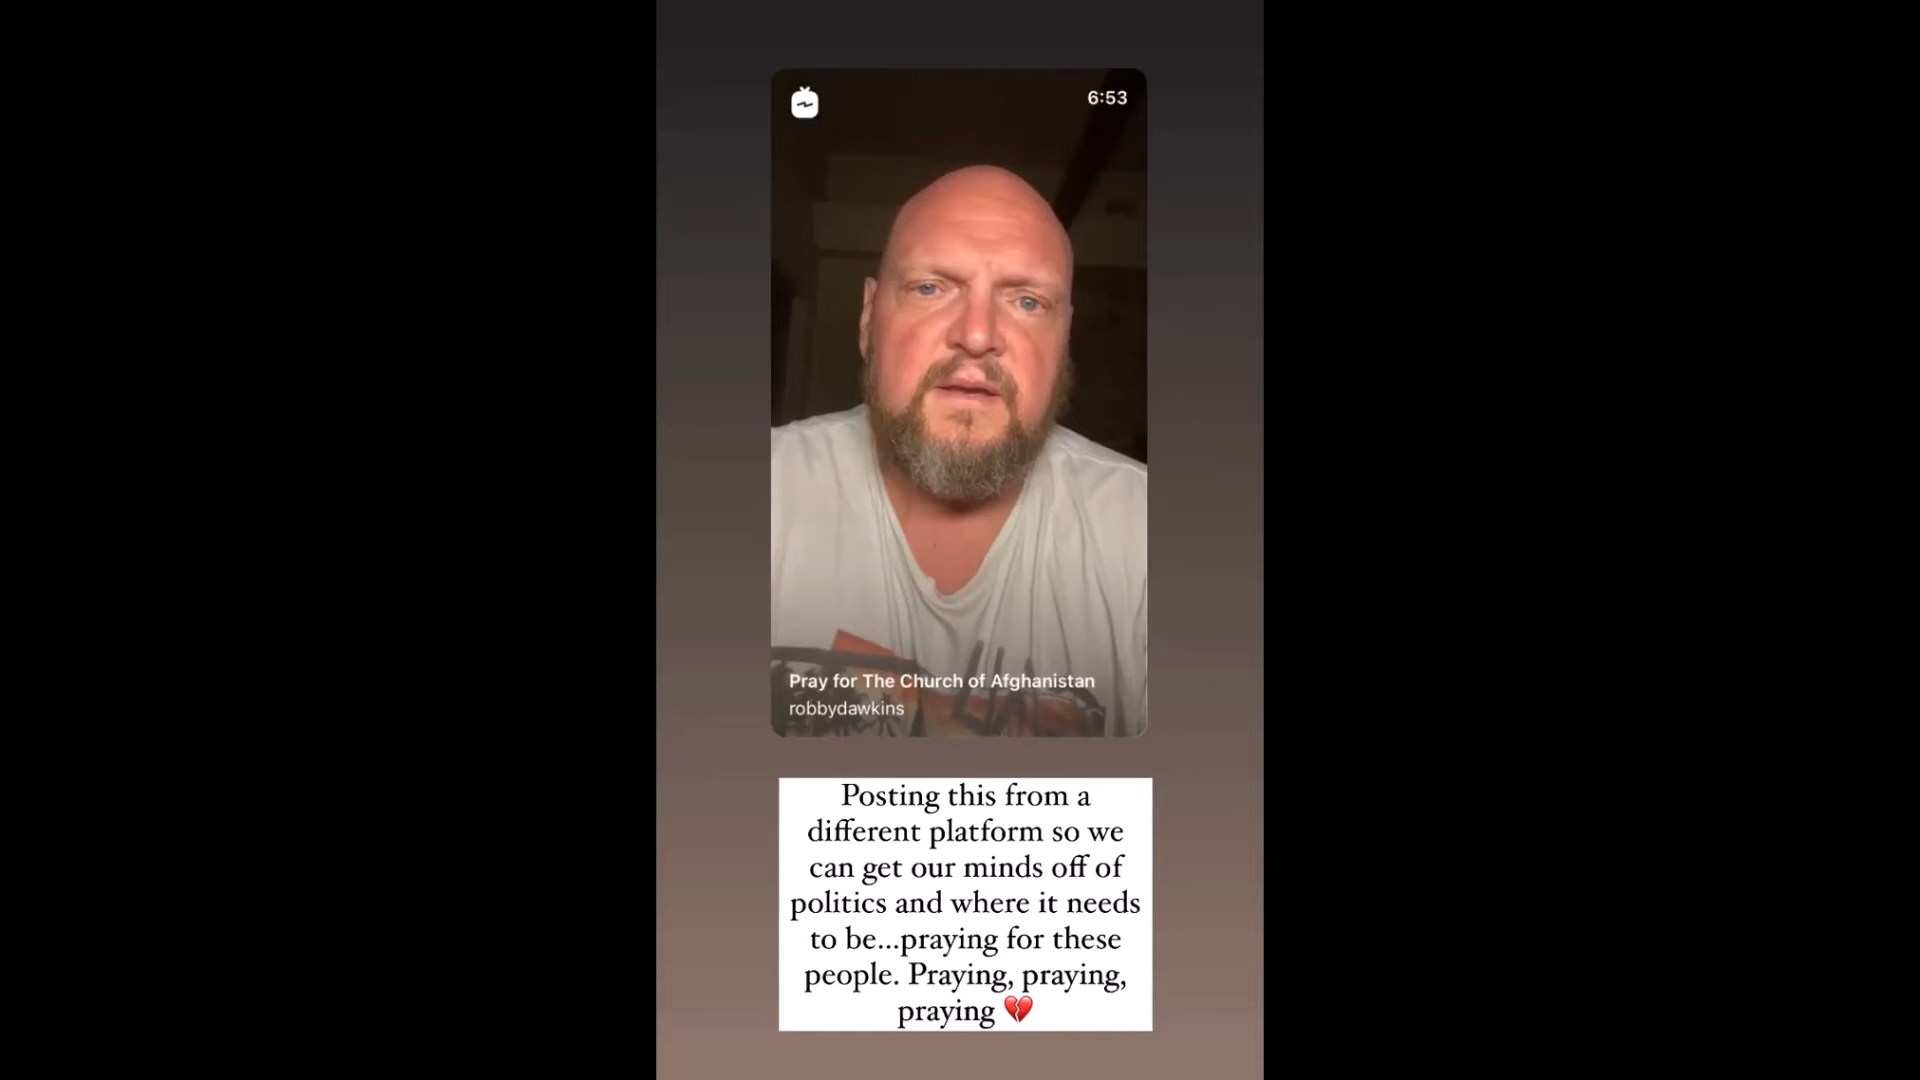 6:53
Pray for The Church of Afghanistan
robbydawkins
Posting this from a
different platform so we
can get our minds off of
politics and where it needs
to be...praying for these
people. Praying, praying,
praying 💔